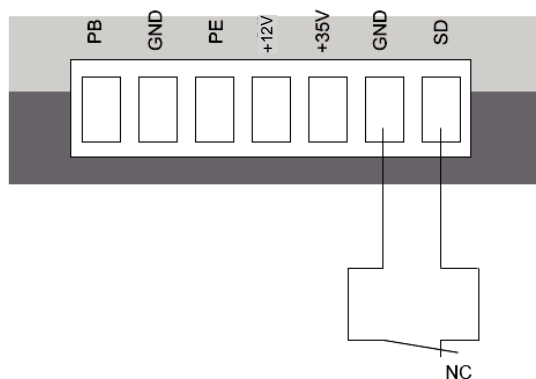 PB
GND
PE
+12V
+35V
GND
SD
NC